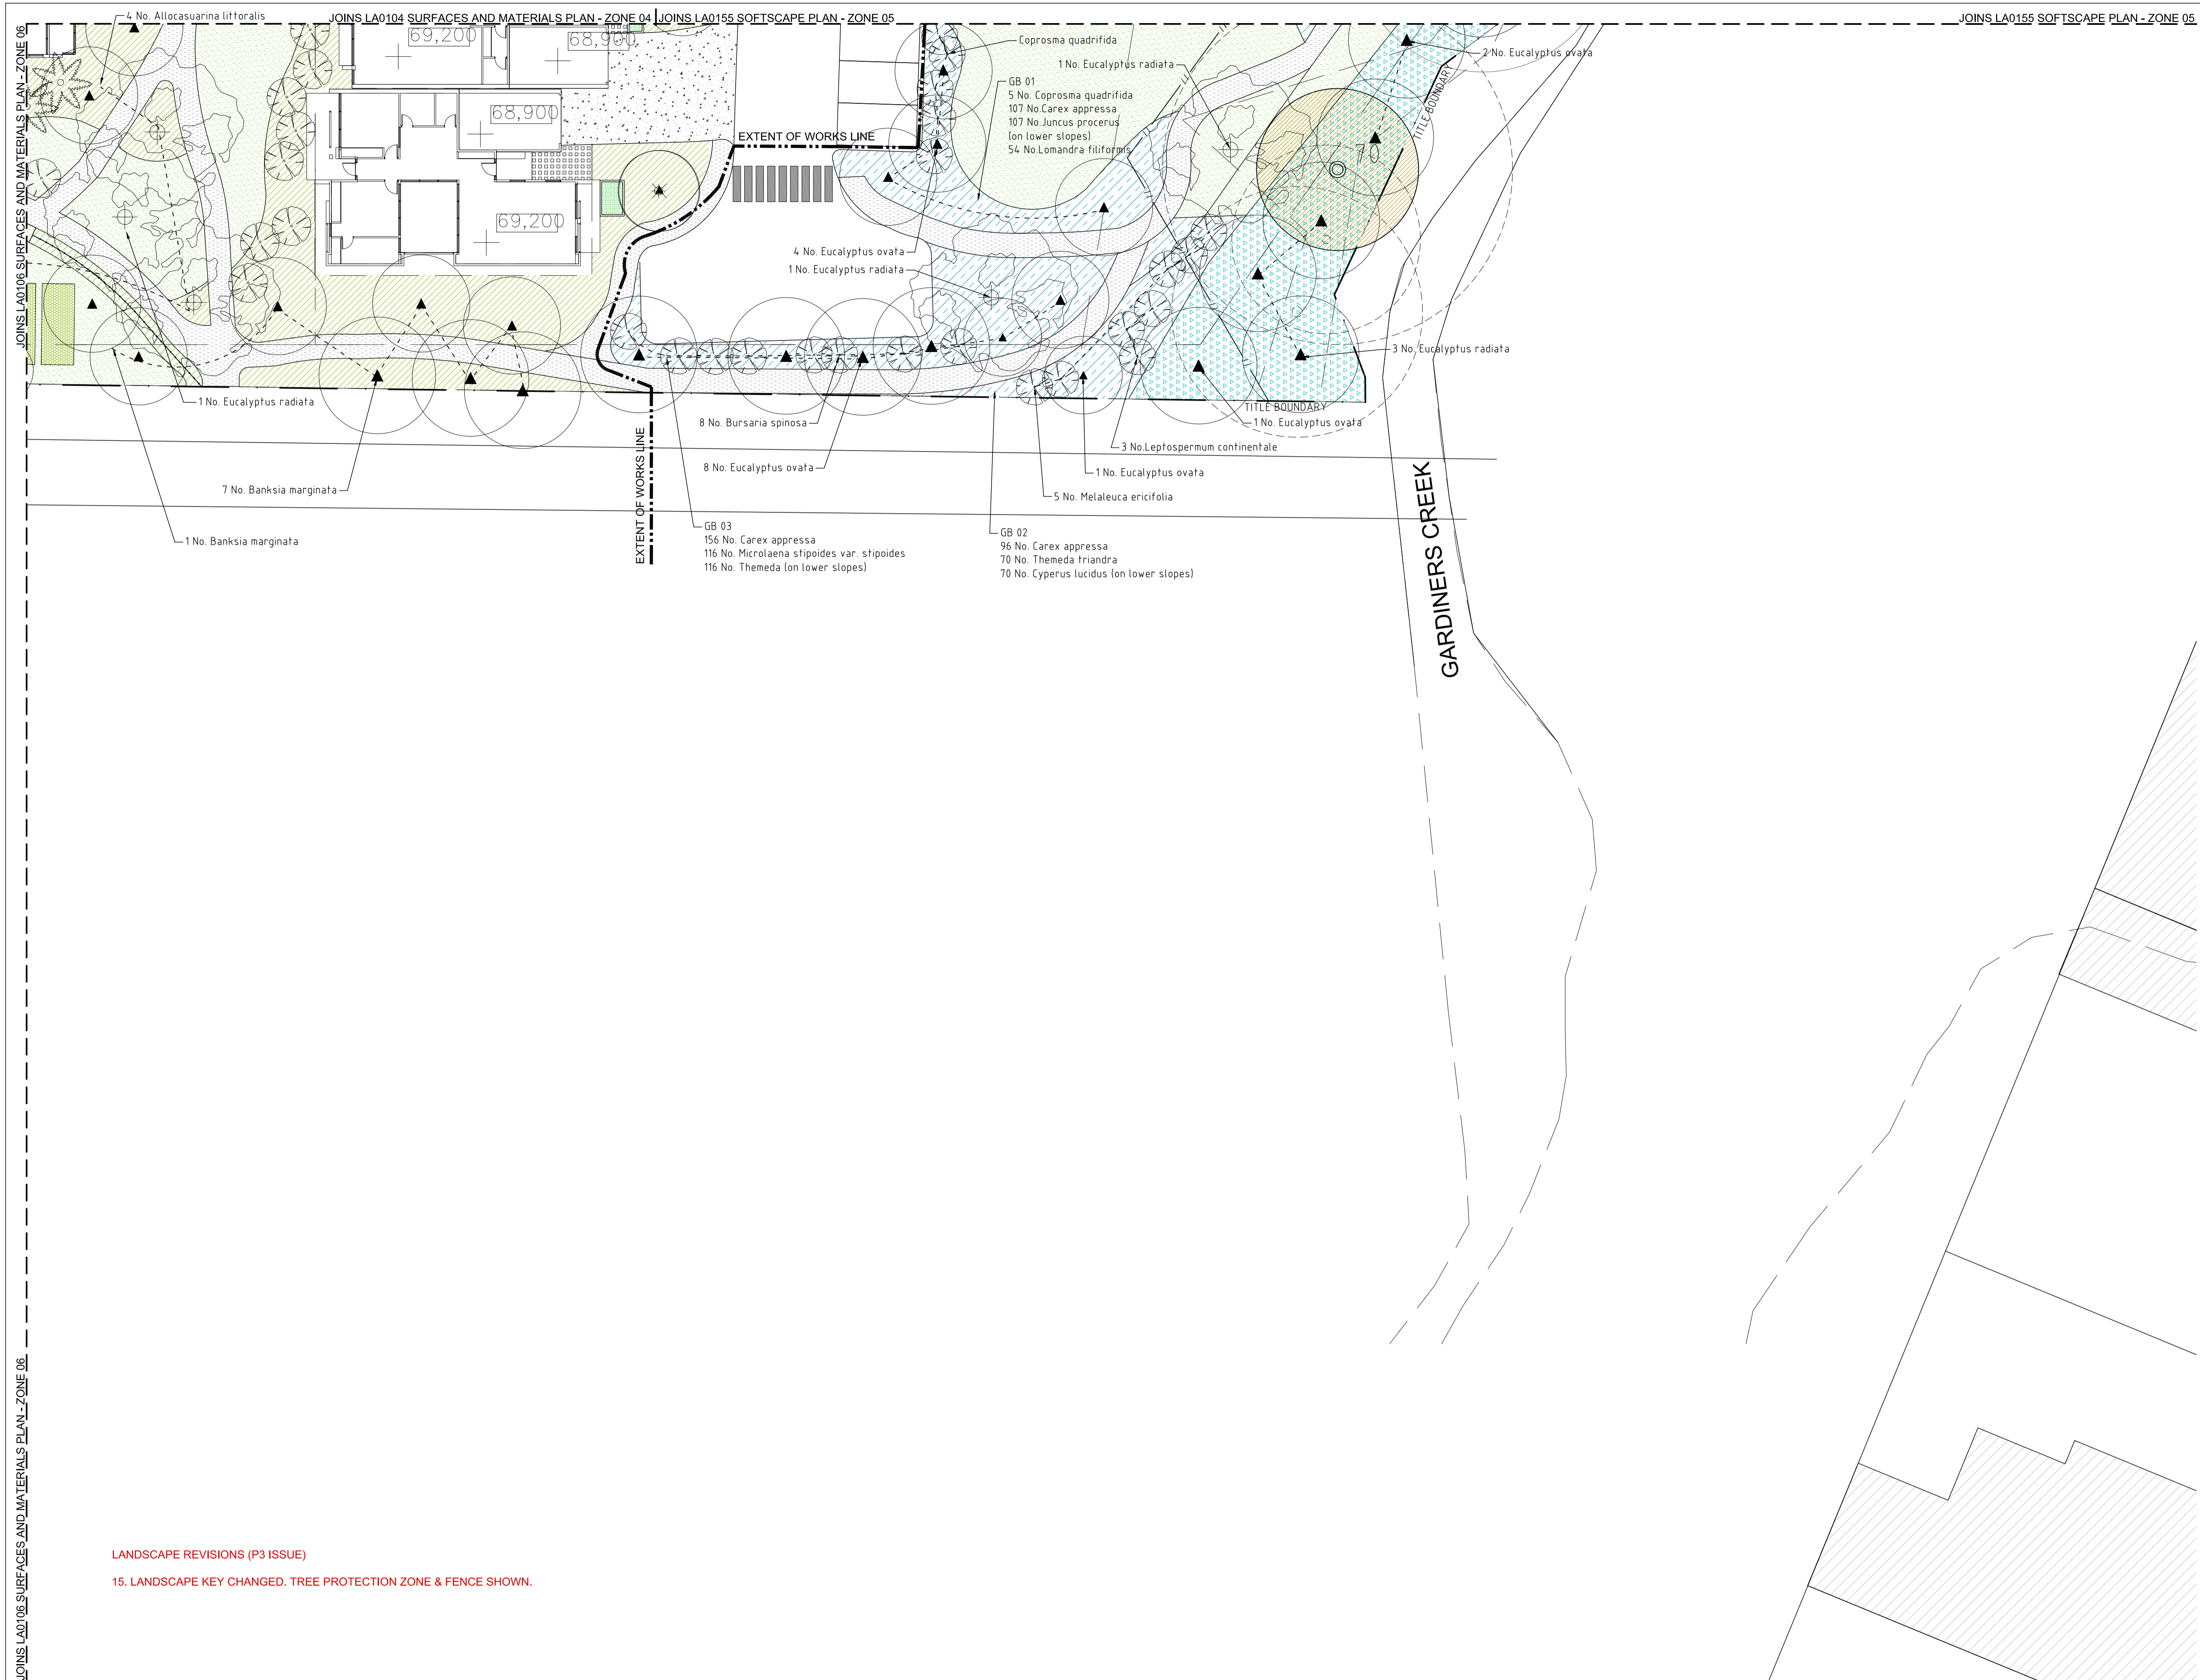 JOINS LA0104 SURFACES AND MATERIALS PLAN - ZONE 04
JOINS LA0155 SOFTSCAPE PLAN - ZONE 05
JOINS LA0155 SOFTSCAPE PLAN - ZONE 05
JOINS LA0106 SURFACES AND MATERIALS PLAN - ZONE 06
4 No. Allocasuarina littoralis
69,200
68,900
68,900
69,200
EXTENT OF WORKS LINE
Coprosma quadrifida
1 No. Eucalyptus radiata
GB 01
5 No. Coprosma quadrifida
107 No.Carex appressa
107 No.Juncus procerus
(on lower slopes)
54 No.Lomandra filiformis
2 No. Eucalyptus ovata
TITLE BOUNDARY
4 No. Eucalyptus ovata
1 No. Eucalyptus radiata
3 No. Eucalyptus radiata
1 No. Eucalyptus radiata
TITLE BOUNDARY
1 No. Eucalyptus ovata
8 No. Bursaria spinosa
3 No.Leptospermum continentale
8 No. Eucalyptus ovata
1 No. Eucalyptus ovata
7 No. Banksia marginata
5 No. Melaleuca ericifolia
EXTENT OF WORKS LINE
1 No. Banksia marginata
GB 03
156 No. Carex appressa
116 No. Microlaena stipoides var. stipoides
116 No. Themeda (on lower slopes)
GB 02
96 No. Carex appressa
70 No. Themeda triandra
70 No. Cyperus lucidus (on lower slopes)
GARDINERS CREEK
JOINS LA0106 SURFACES AND MATERIALS PLAN - ZONE 06
LANDSCAPE REVISIONS (P3 ISSUE)
15. LANDSCAPE KEY CHANGED. TREE PROTECTION ZONE & FENCE SHOWN.